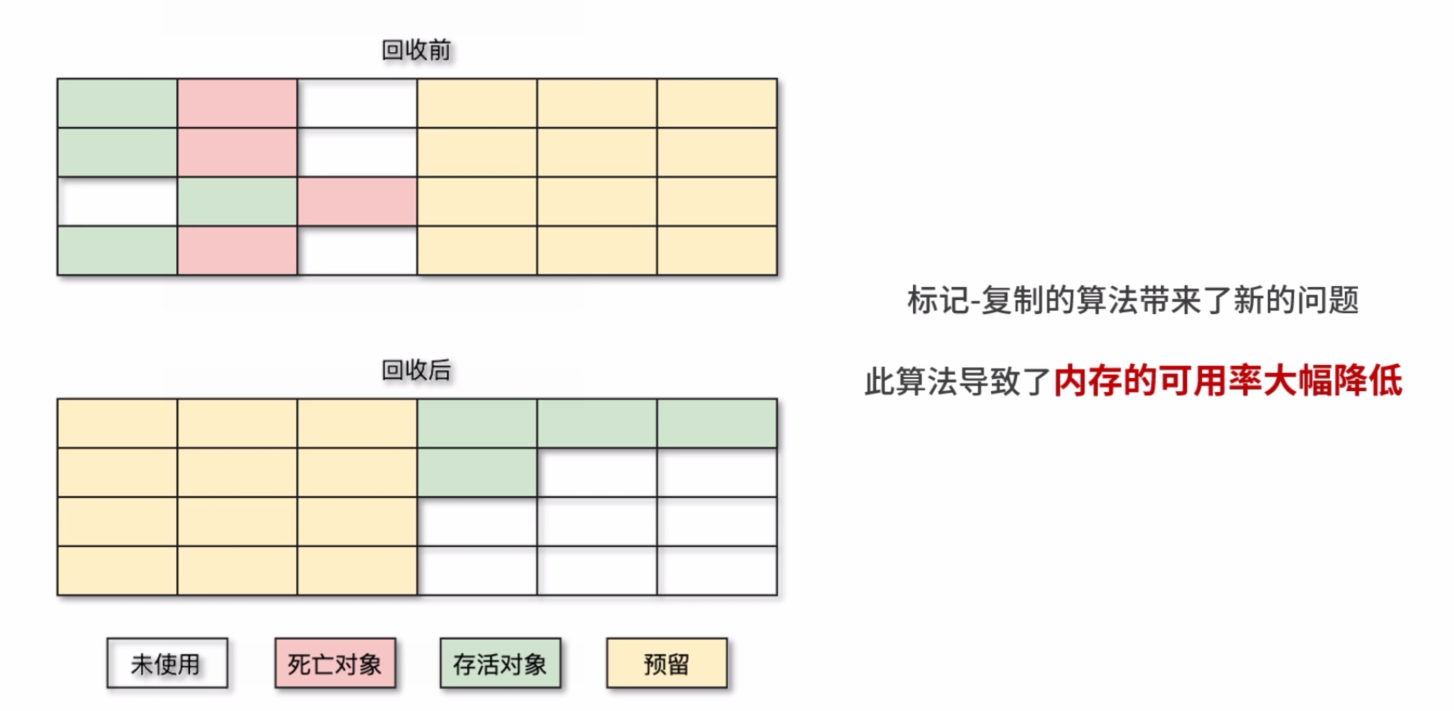 回收前
标记-复制的算法带来了新的问题
回收后
此算法导致了内存的可用率大幅降低
未使用
死亡对象
存活对象
预留